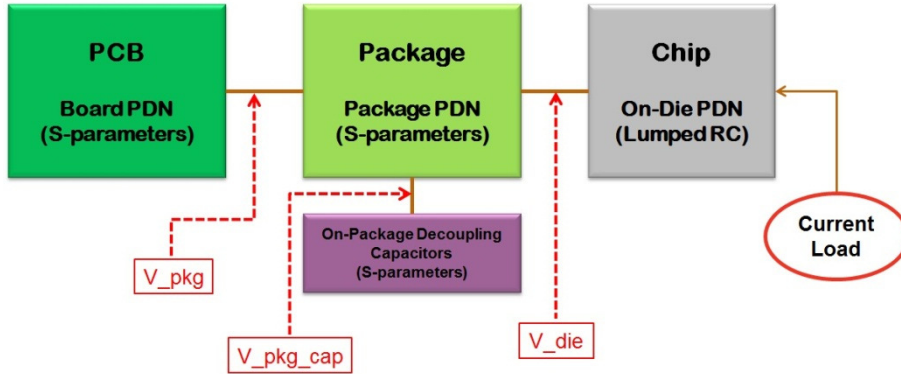 PCB
Board PDN
(S-parameters)
Package
Package PDN
(S-parameters)
Chip
On-Die PDN
(Lumped RC)
On-Package Decoupling
Capacitors
(S-parameters)
Current
Load
V_pkg
V_pkg_cap
V_die